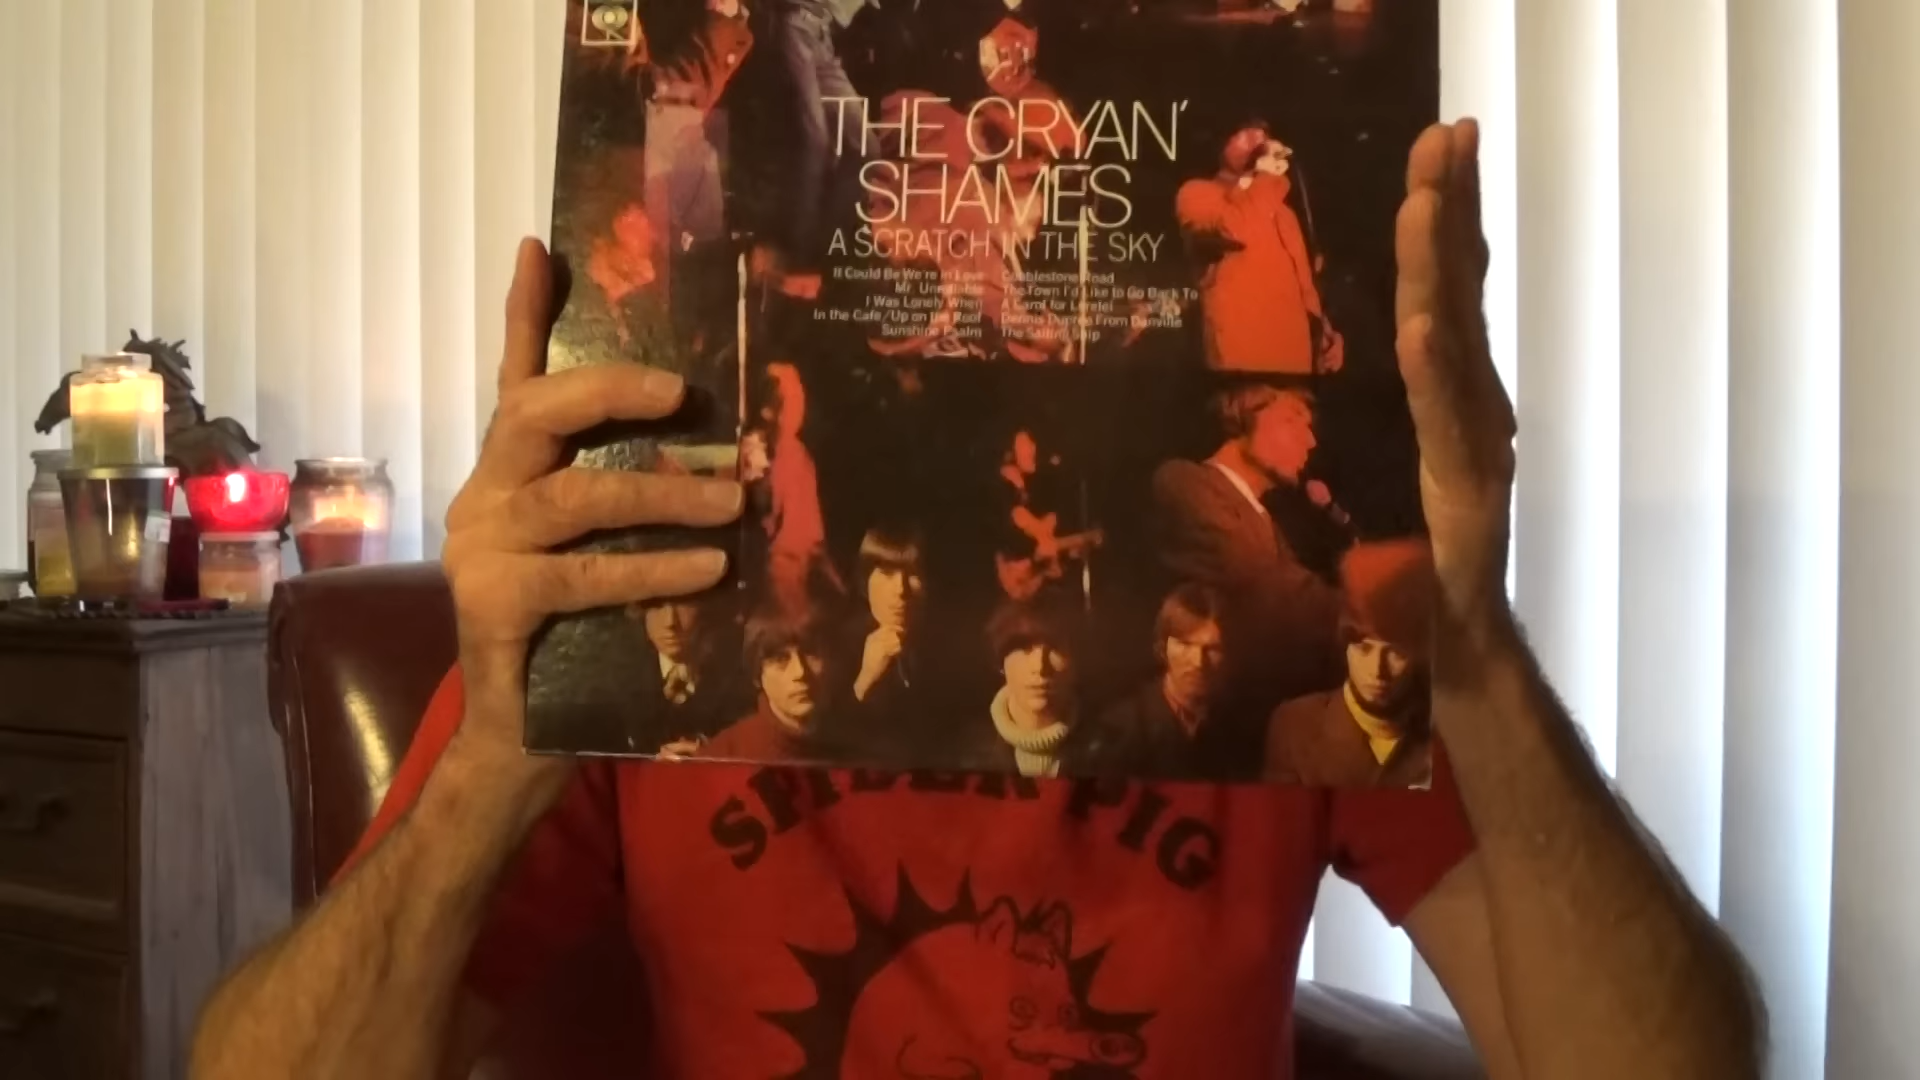 THE CRYAN'
SHAMES
A SCRATCH IN THE SKY
It Could Be We're in Love
Mr. Unreliable
I Was Lonely When
In the Cafe/Up on the Roof
Sunshine Psalm
Cobblestone Road
The Town I'd Like to Go Back To
A Carol for Lorelei
Dennis Dupree From Danville
The Sailing Ship
SPIDER PIG